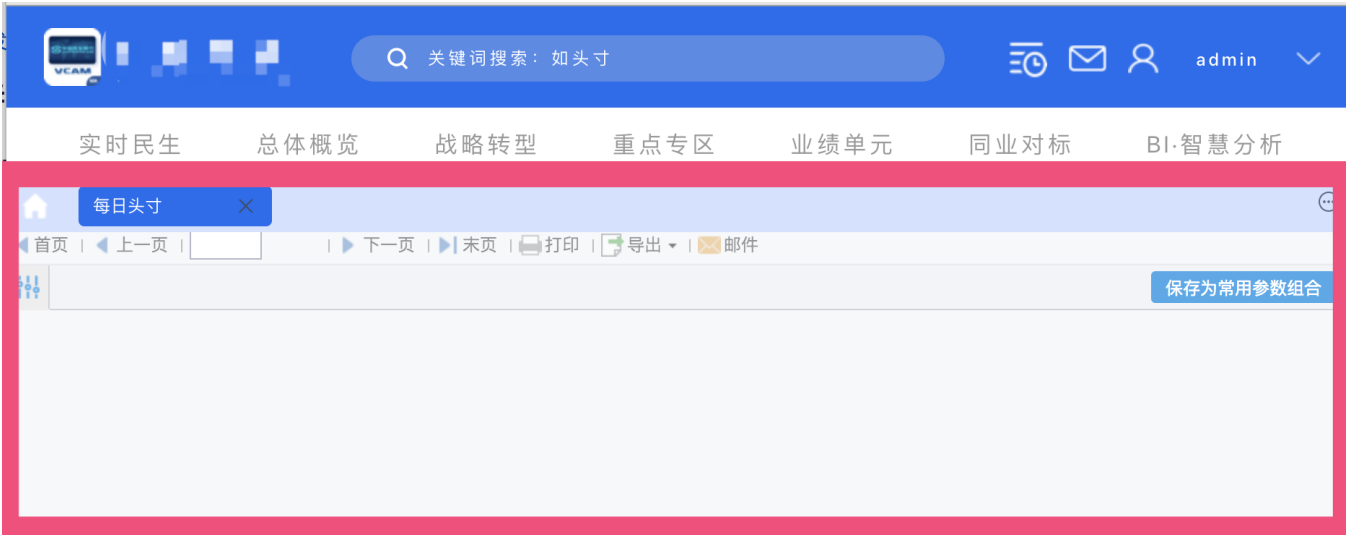 VCAM
关键词搜索：如头寸
admin
实时民生 总体概览 战略转型 重点专区 业绩单元 同业对标 BI·智慧分析
每日头寸
首页 上一页 下一页 末页 打印 导出 邮件
保存为常用参数组合